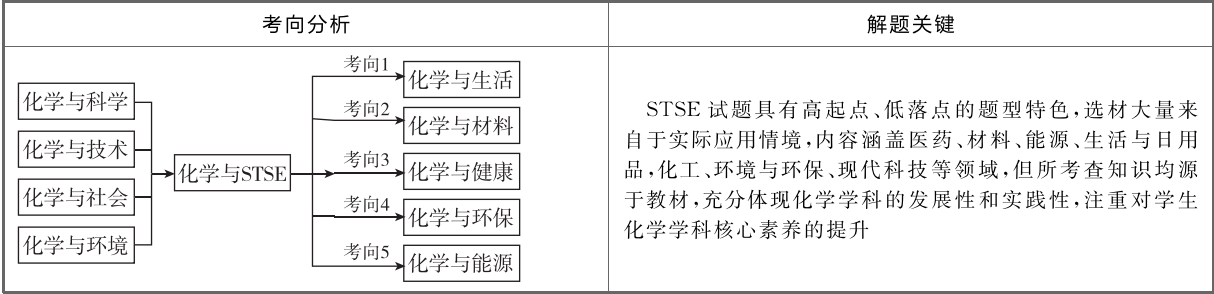 考向分析
解题关键
化学与科学
化学与技术
化学与社会
化学与环境
化学与STSE
考向1
化学与生活
考向2
化学与材料
考向3
化学与健康
考向4
化学与环保
考向5
化学与能源
STSE 试题具有高起点、低落点的题型特色,选材大量来
自于实际应用情境,内容涵盖医药、材料、能源、生活与日用
品,化工、环境与环保、现代科技等领域,但所考查知识均源
于教材,充分体现化学学科的发展性和实践性,注重对学生
化学学科核心素养的提升